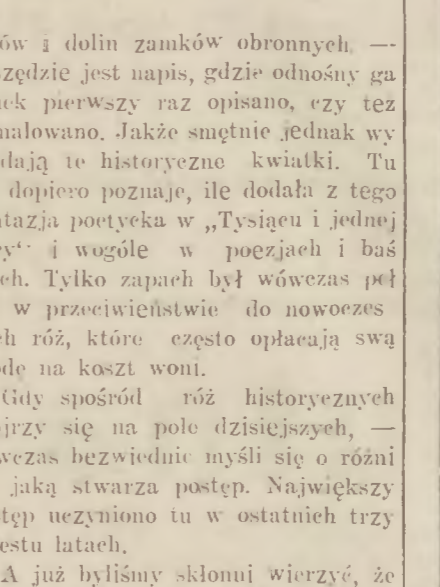 ów i dolin zamków obronnych —
zędzie jest napis, gdzie odnośny ga
ek pierwszy raz opisano, czy tez
malowano. Jakże smętnie jednak wy
dają te historyczne kwiatki. Tu
dopiero poznaje, ile dodała z tego
tazja poetycka w „Tysiącu i jednej
cy“ i wogóle w poezjach i baś
ch. Tylko zapach był wówczas peł
w przeciwieństwie do nowoczes
h róż, które często opłacają swą
odę na koszt woni.
Gdy spośród róż historycznych
jrzy się na pole dzisiejszych, —
wczas bezwiednie myśli się o różni
jaką stwarza postęp. Największy
stęp uczyniono tu w ostatnich trzy
estu latach.
A już byliśmy skłonni wierzyć, że